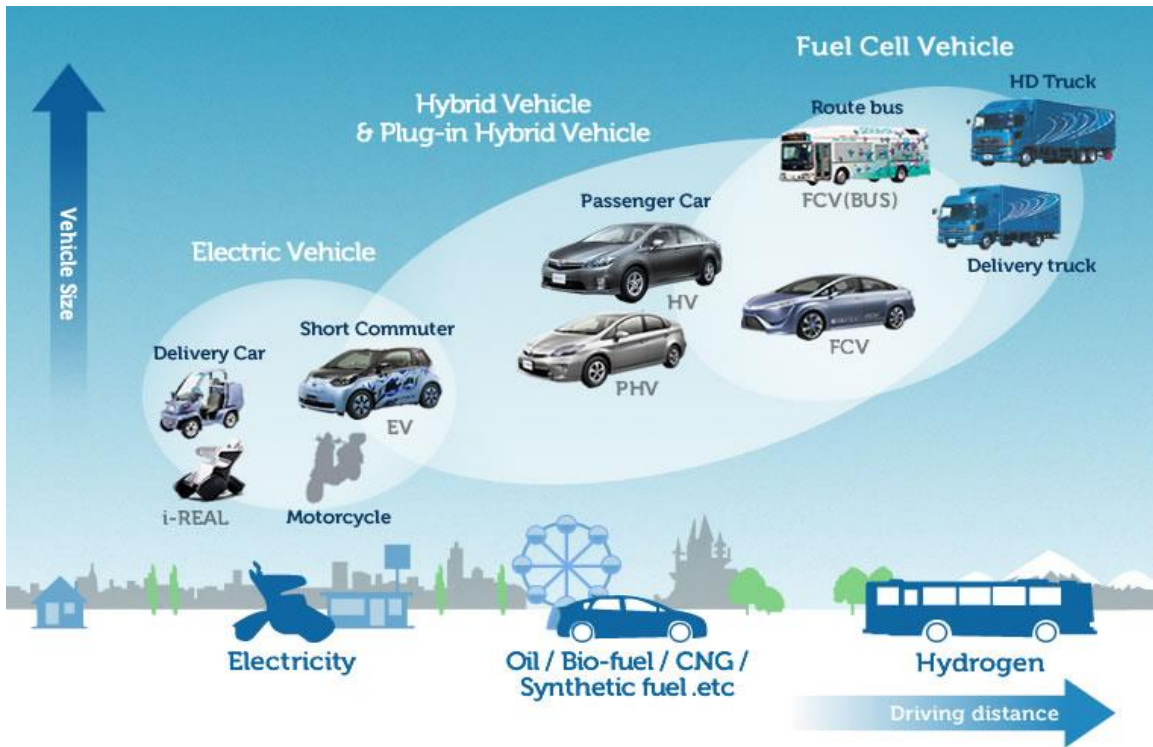 Fuel Cell Vehicle
HD Truck
Hybrid Vehicle
& Plug-in Hybrid Vehicle
Route bus
FCV(BUS)
Passenger Car
Vehicle Size
Electric Vehicle
Delivery truck
HV
Short Commuter
FCV
Delivery Car
PHV
EV
i-REAL
Motorcycle
Electricity
Oil / Bio-fuel / CNG /
Synthetic fuel .etc
Hydrogen
Driving distance